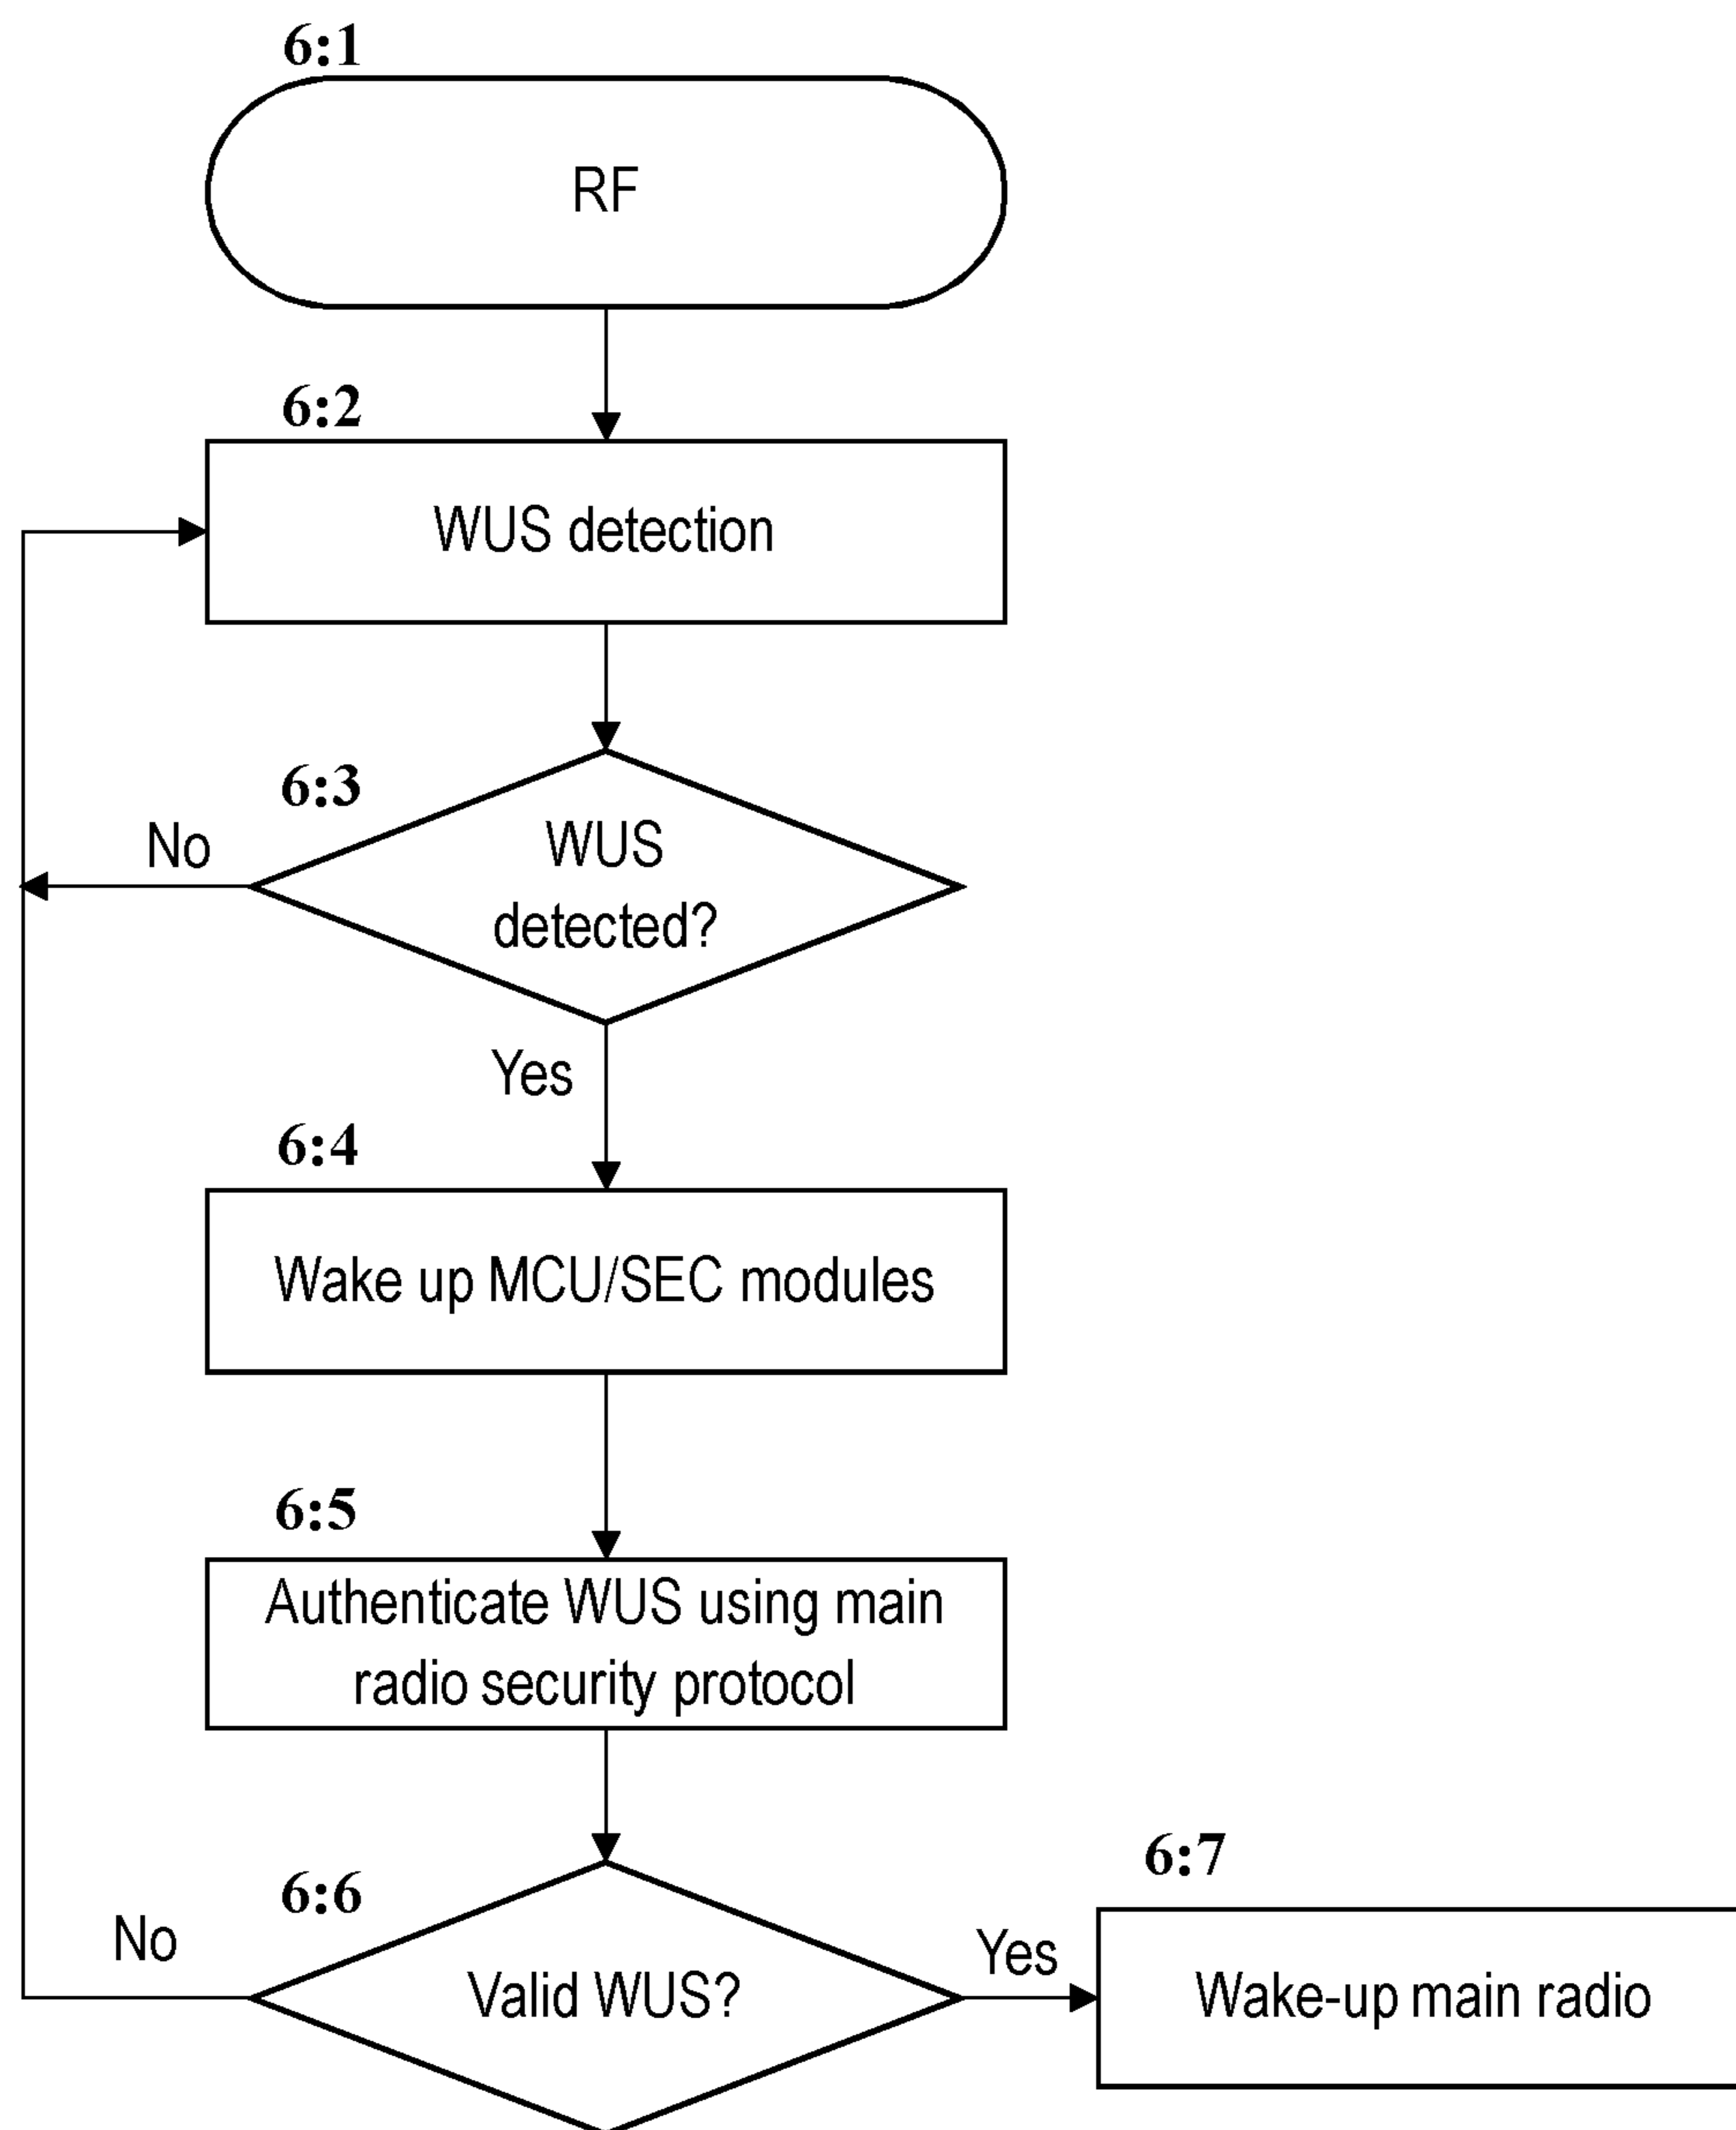 6:1
RF
6:2
WUS detection
6:3
No
WUS
detected?
Yes
6:4
Wake up MCU/SEC modules
6:5
Authenticate WUS using main
radio security protocol
6:6
No
Valid WUS?
Yes
6:7
Wake-up main radio